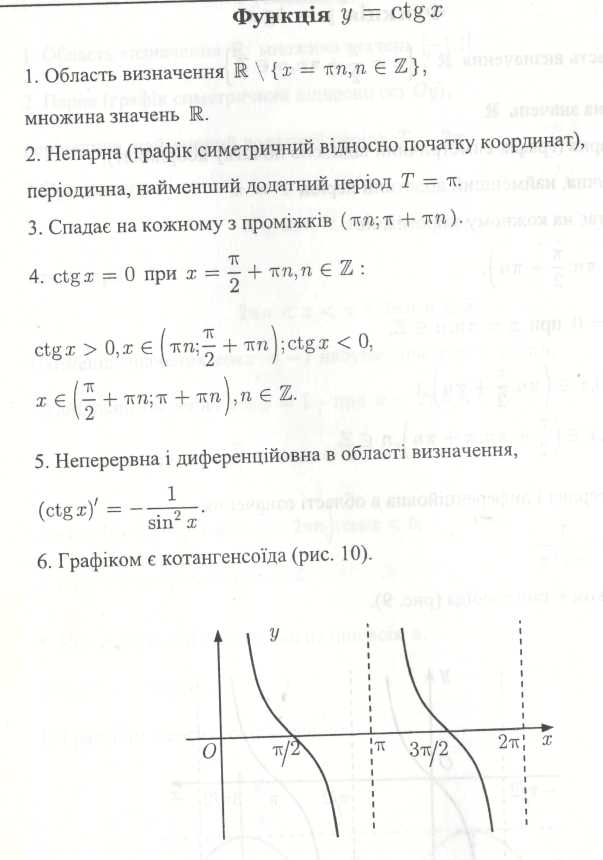 Функція y = ctg x
1. Область визначення ℝ \ {x = πn, n ∈ ℤ},
множина значень ℝ.
2. Непарна (графік симетричний відносно початку координат),
періодична, найменший додатний період T = π.
3. Спадає на кожному з проміжків (πn; π + πn).
4. ctg x = 0 при x = π/2 + πn, n ∈ ℤ :
ctg x > 0, x ∈ (πn; π/2 + πn); ctg x < 0,
x ∈ (π/2 + πn; π + πn), n ∈ ℤ.
5. Неперервна і диференційовна в області визначення,
(ctg x)′ = − 1/sin² x.
6. Графіком є котангенсоїда (рис. 10).
y
O π/2 π 3π/2 2π x